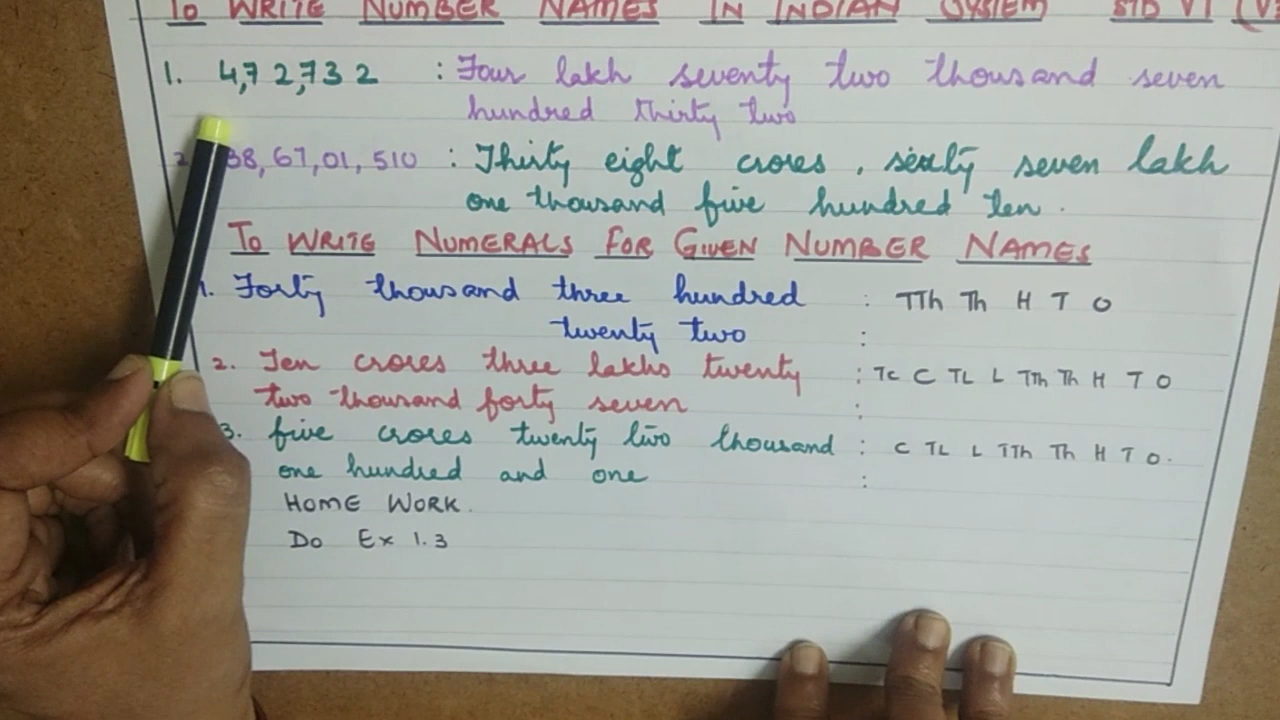 TO WRITE NUMBER NAMES IN INDIAN SYSTEM STD VI
1. 4,72,732 : Four lakh seventy two thousand seven
hundred thirty two
2. 38,67,01,510 : Thirty eight crores, sixty seven lakh
one thousand five hundred ten.
TO WRITE NUMERALS FOR GIVEN NUMBER NAMES
1. Forty thousand three hundred : TTh Th H T O
twenty two :
2. Ten crores three lakhs twenty : TC C TL L TTh Th H T O
two thousand forty seven :
3. five crores twenty two thousand : C TL L TTh Th H T O.
one hundred and one :
HOME WORK.
Do Ex 1.3